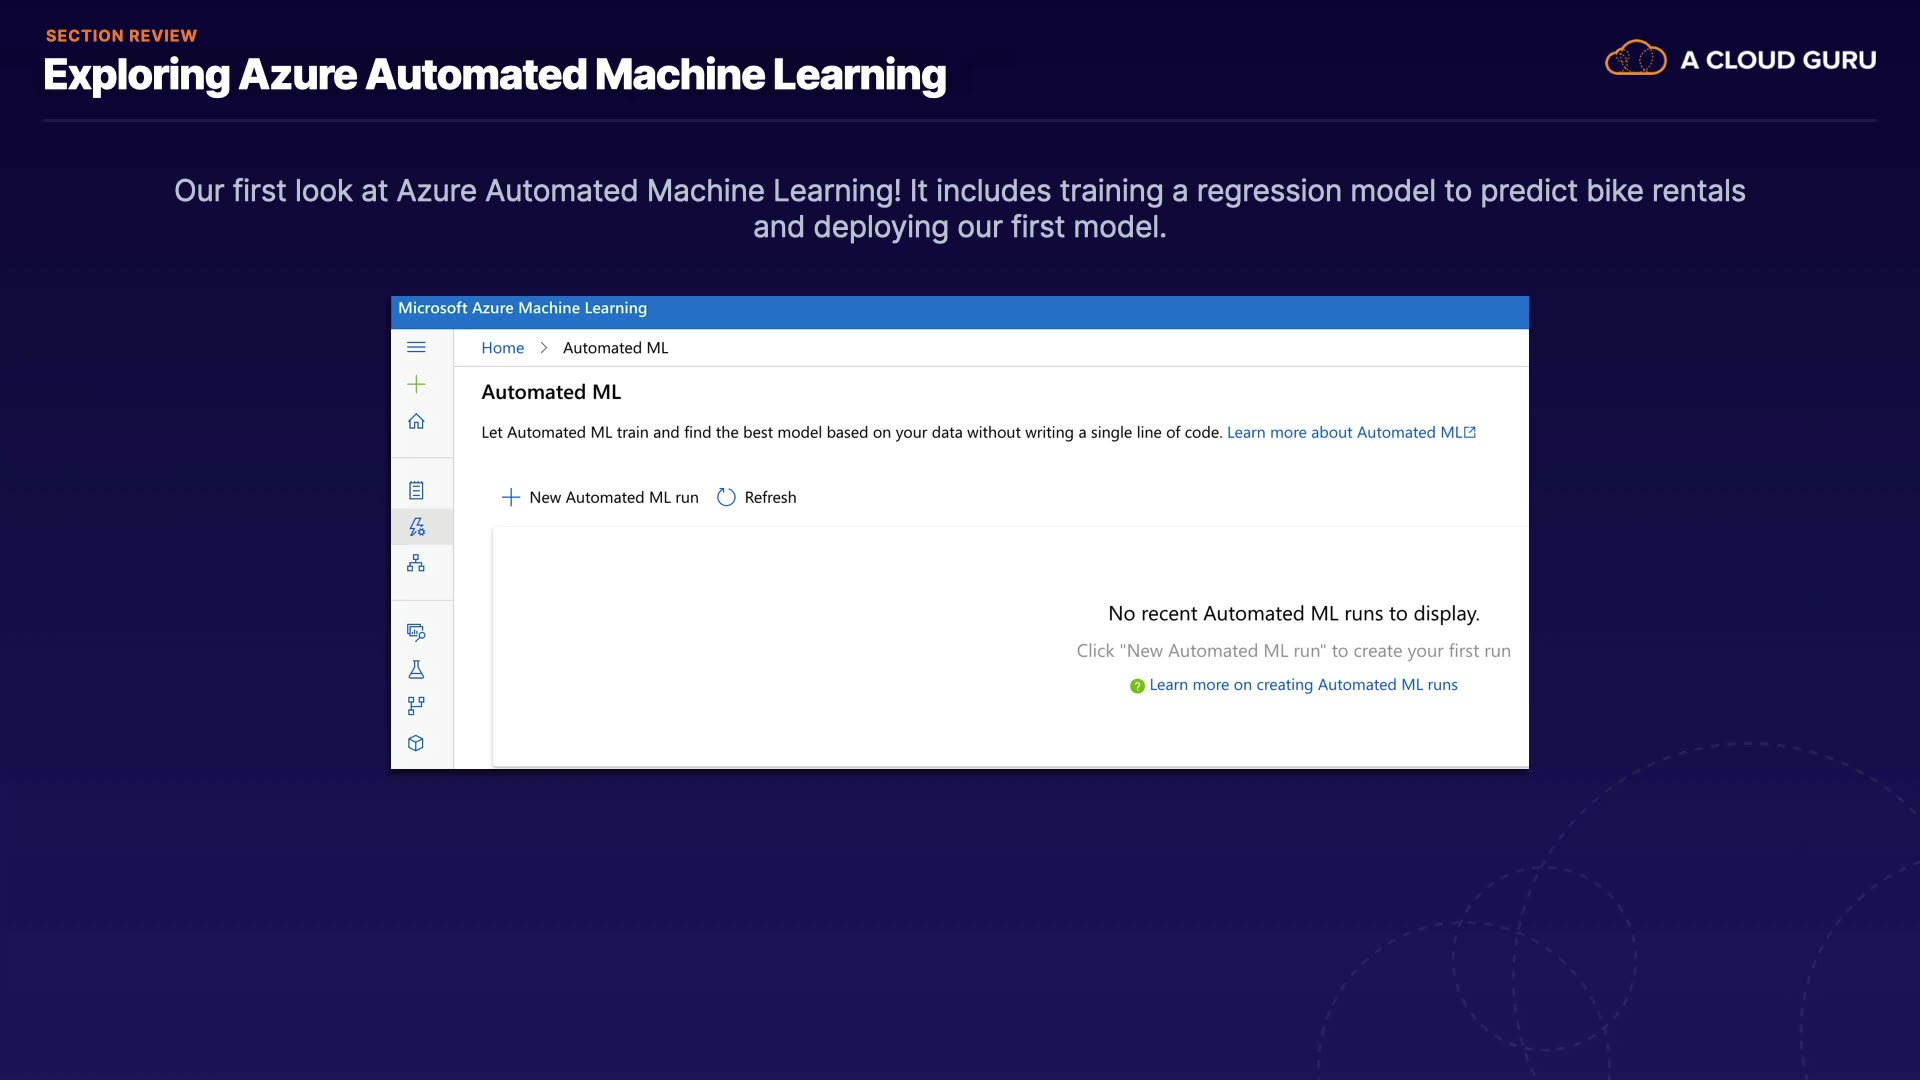 SECTION REVIEW
Exploring Azure Automated Machine Learning
A CLOUD GURU
Our first look at Azure Automated Machine Learning! It includes training a regression model to predict bike rentals
and deploying our first model.
Microsoft Azure Machine Learning
Home > Automated ML
Automated ML
Let Automated ML train and find the best model based on your data without writing a single line of code. Learn more about Automated ML
New Automated ML run Refresh
No recent Automated ML runs to display.
Click "New Automated ML run" to create your first run
Learn more on creating Automated ML runs